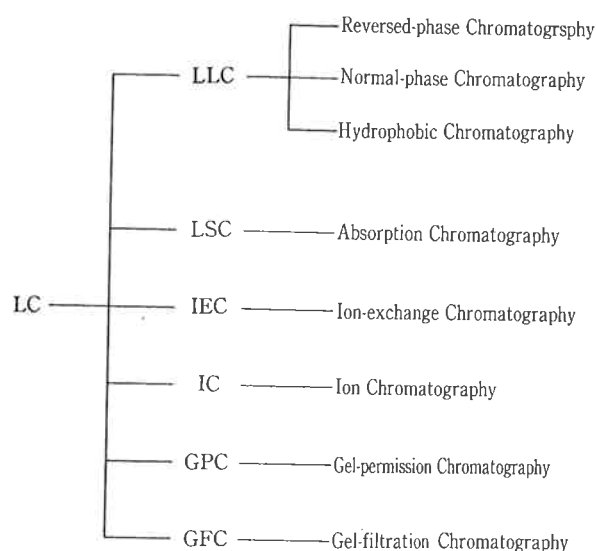 Reversed-phase Chromatogrsphy
LLC Normal-phase Chromatography
Hydrophobic Chromatography
LSC Absorption Chromatography
LC IEC Ion-exchange Chromatography
IC Ion Chromatography
GPC Gel-permission Chromatography
GFC Gel-filtration Chromatography